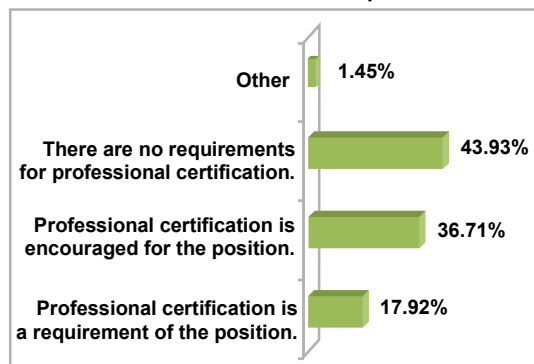 Other
1.45%
There are no requirements
for professional certification.
43.93%
Professional certification is
encouraged for the position.
36.71%
Professional certification is
a requirement of the position.
17.92%